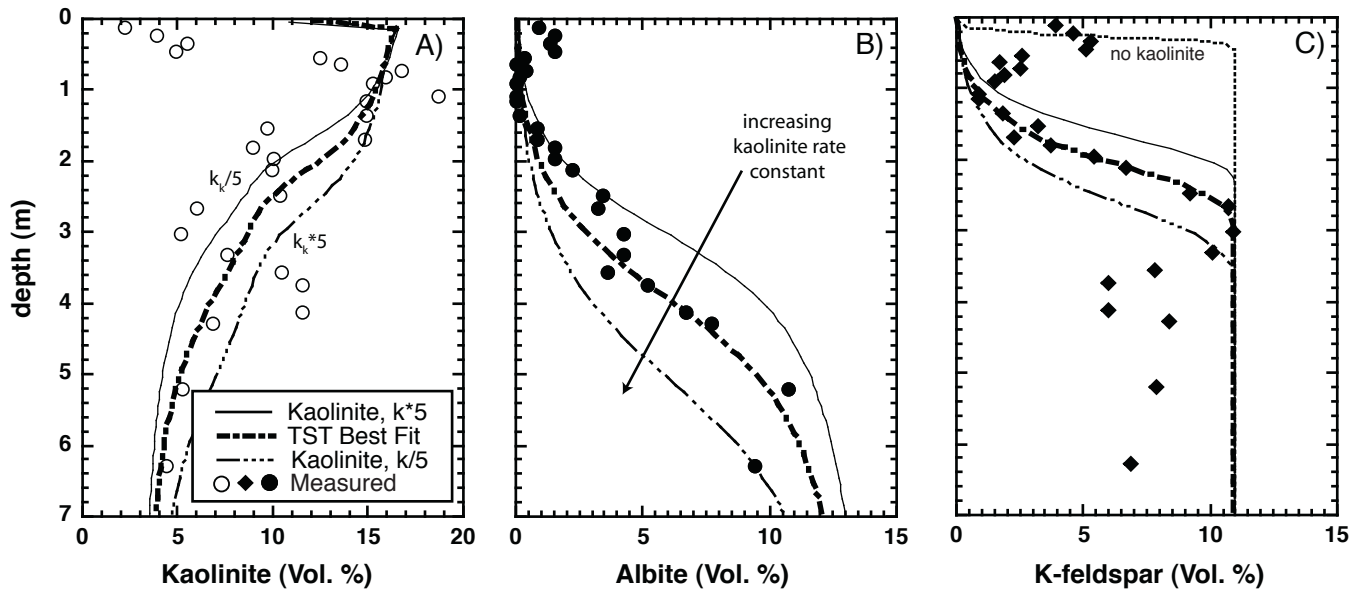 A)
B)
C)
0
1
2
3
4
5
6
7
depth (m)
k_k/5
k_k*5
Kaolinite, k*5
TST Best Fit
Kaolinite, k/5
Measured
0 5 10 15 20
Kaolinite (Vol. %)
increasing
kaolinite rate
constant
0 5 10 15
Albite (Vol. %)
no kaolinite
0 5 10 15
K-feldspar (Vol. %)